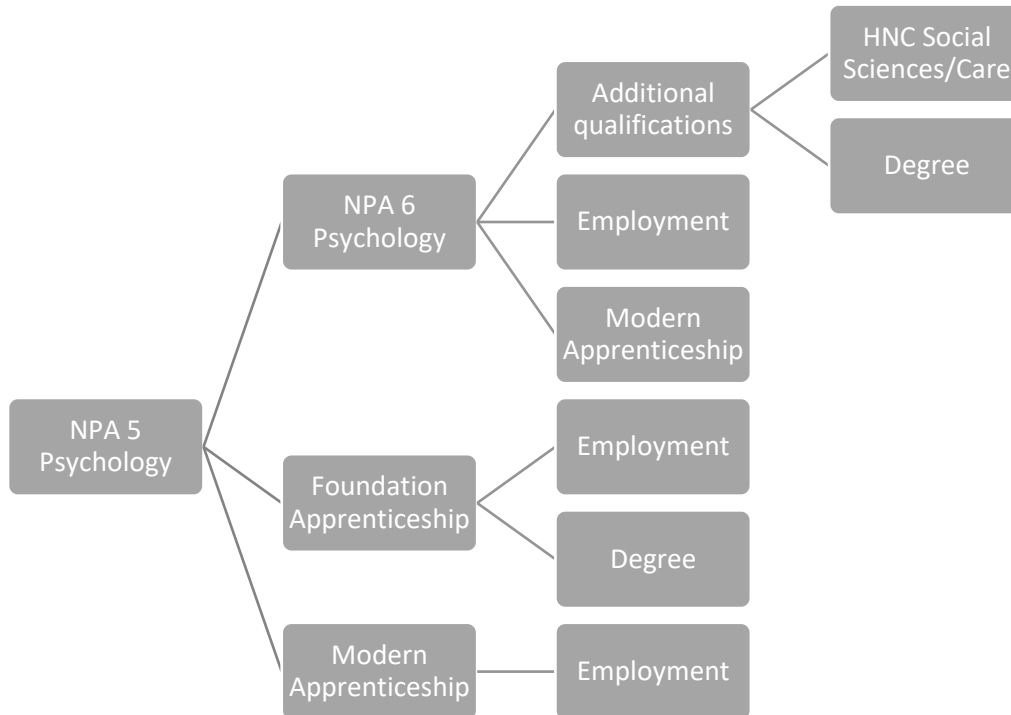 HNC Social
Sciences/Care
Additional
qualifications
Degree
NPA 6
Psychology
Employment
Modern
Apprenticeship
NPA 5
Psychology
Employment
Foundation
Apprenticeship
Degree
Modern
Apprenticeship
Employment